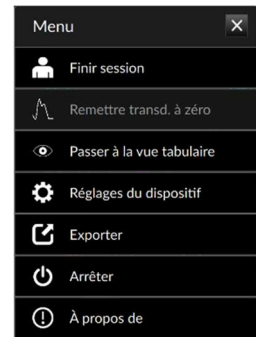 Menu
Finir session
Remettre transd. à zéro
Passer à la vue tabulaire
Réglages du dispositif
Exporter
Arrêter
À propos de